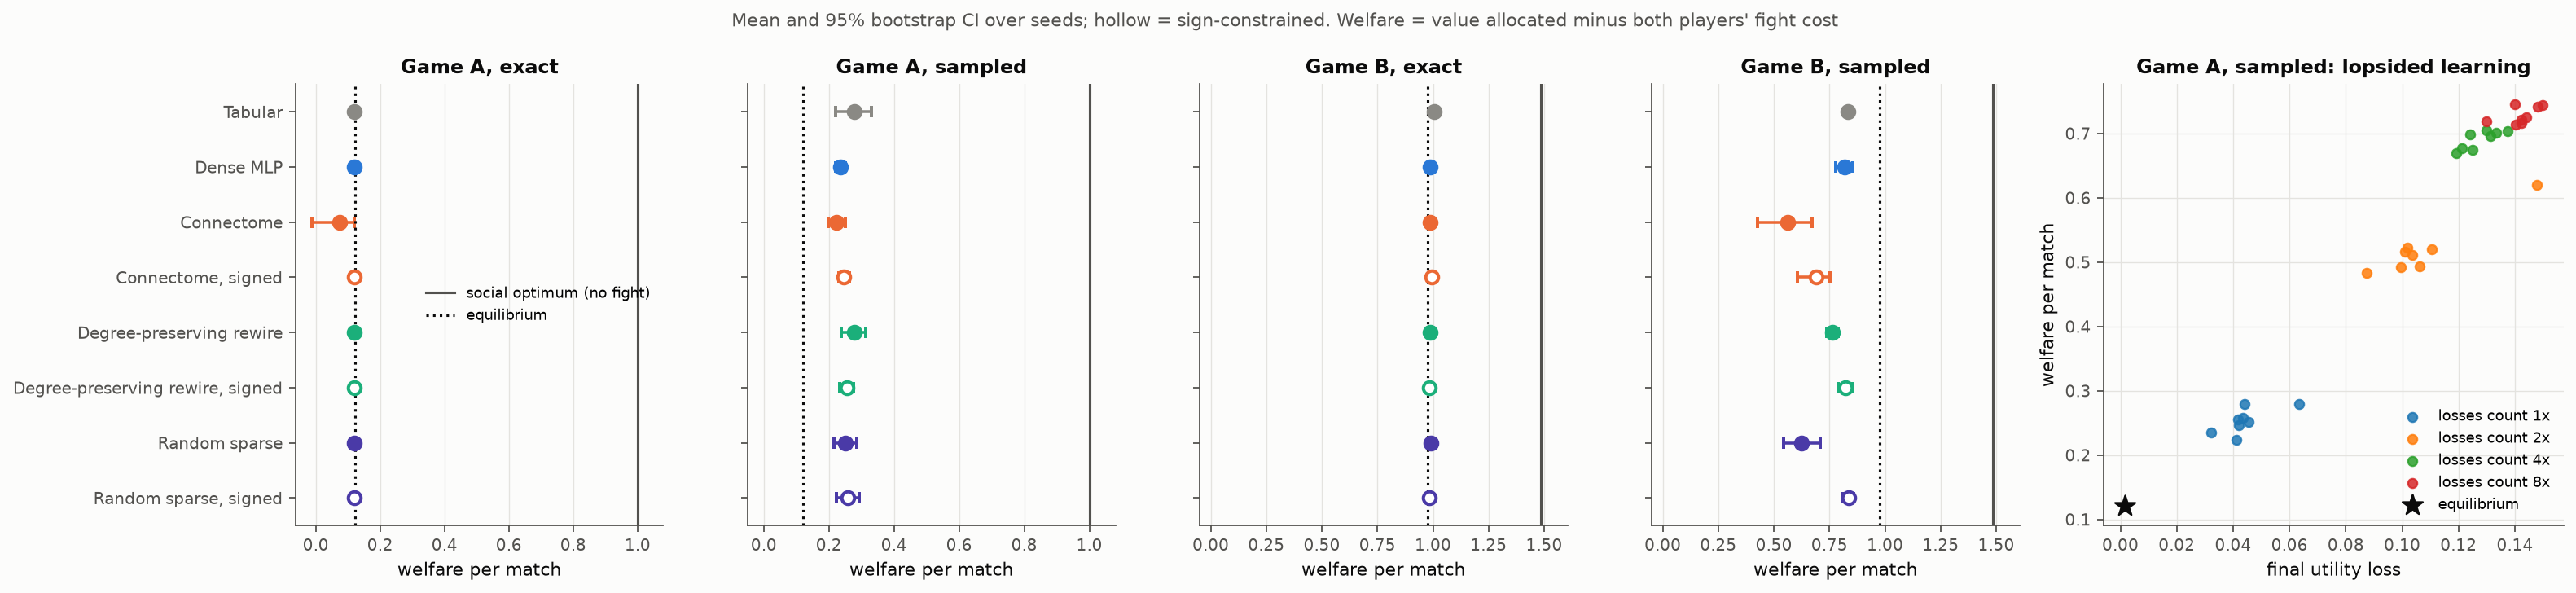 Mean and 95% bootstrap CI over seeds; hollow = sign-constrained. Welfare = value allocated minus both players' fight cost
Game A, exact
Tabular
Dense MLP
Connectome
Connectome, signed
Degree-preserving rewire
Degree-preserving rewire, signed
Random sparse
Random sparse, signed
social optimum (no fight)
equilibrium
0.0 0.2 0.4 0.6 0.8 1.0
welfare per match
Game A, sampled
0.0 0.2 0.4 0.6 0.8 1.0
welfare per match
Game B, exact
0.00 0.25 0.50 0.75 1.00 1.25 1.50
welfare per match
Game B, sampled
0.00 0.25 0.50 0.75 1.00 1.25 1.50
welfare per match
Game A, sampled: lopsided learning
welfare per match
0.7
0.6
0.5
0.4
0.3
0.2
0.1
losses count 1x
losses count 2x
losses count 4x
losses count 8x
equilibrium
0.00 0.02 0.04 0.06 0.08 0.10 0.12 0.14
final utility loss